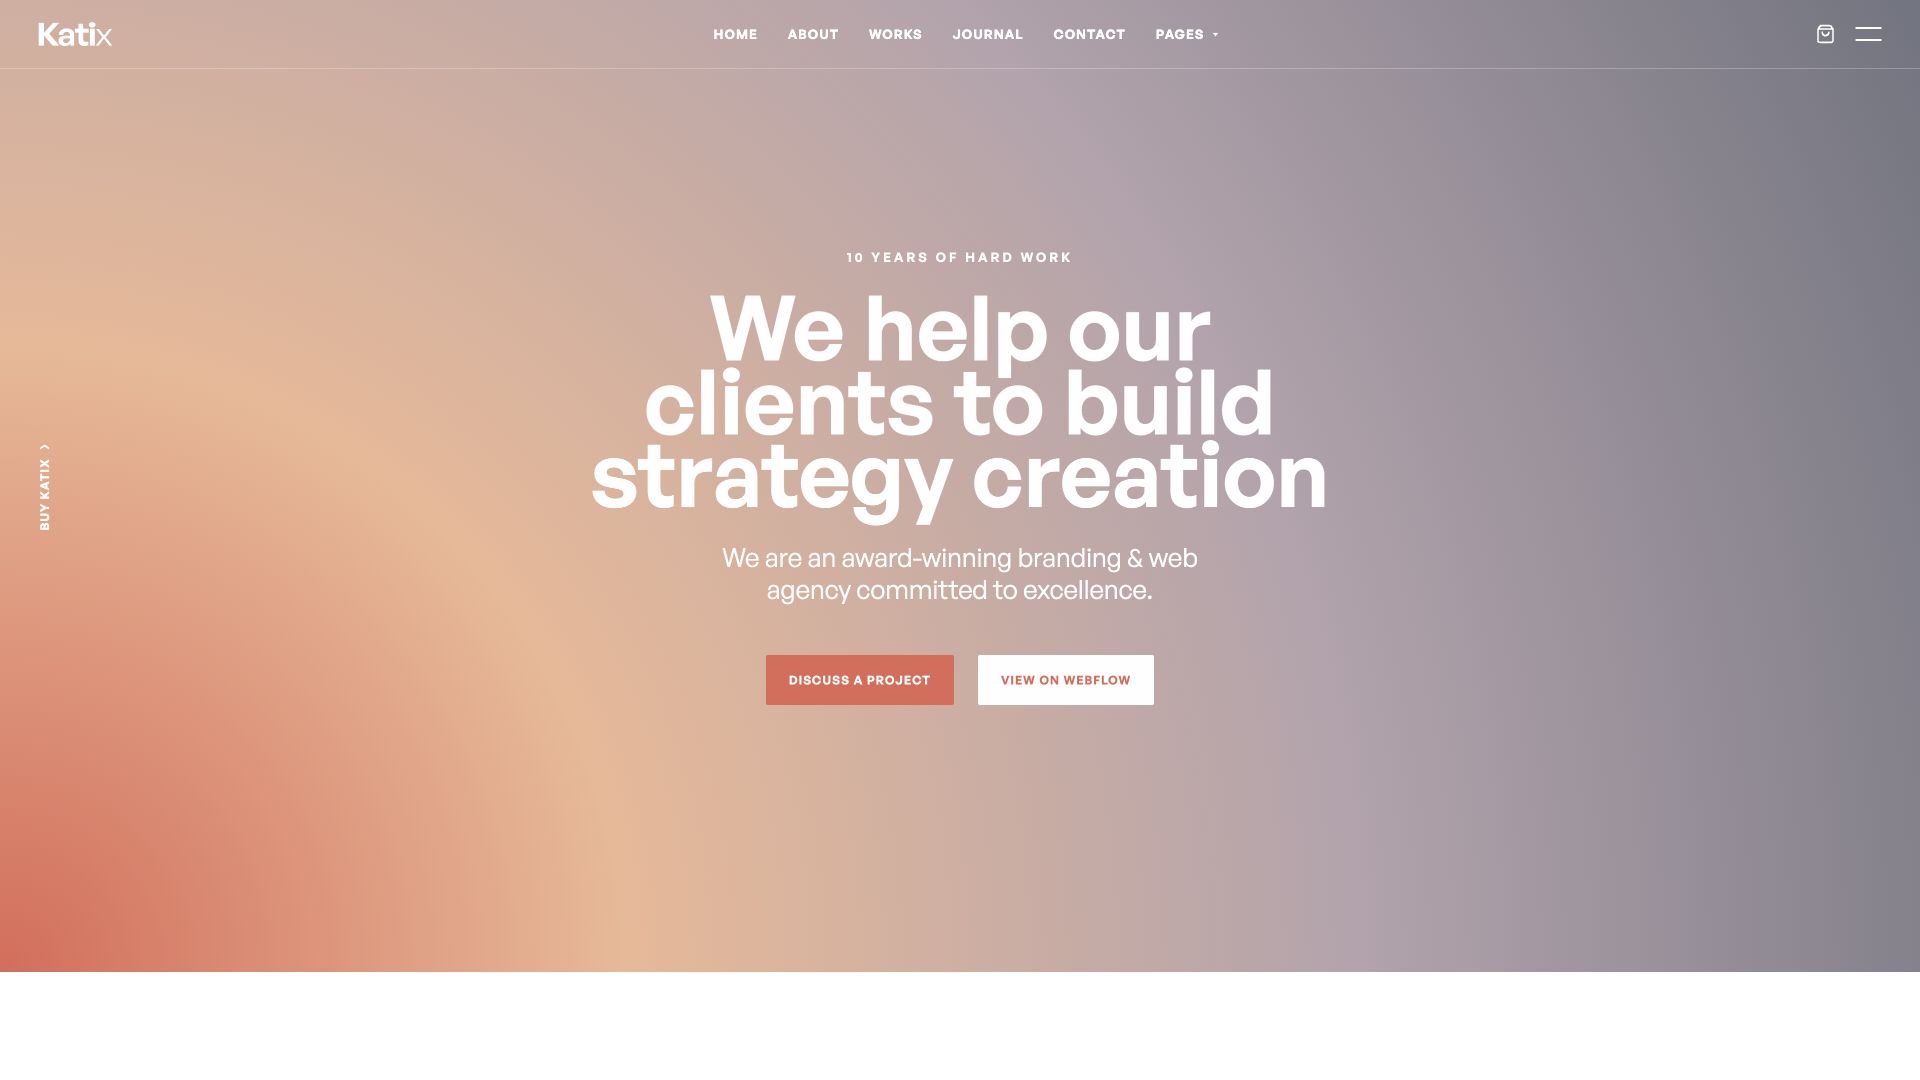 Katix
HOME
ABOUT
WORKS
JOURNAL
CONTACT
PAGES
10 YEARS OF HARD WORK
We help our
clients to build
strategy creation
We are an award-winning branding & web
agency committed to excellence.
DISCUSS A PROJECT
VIEW ON WEBFLOW
BUY KATIX